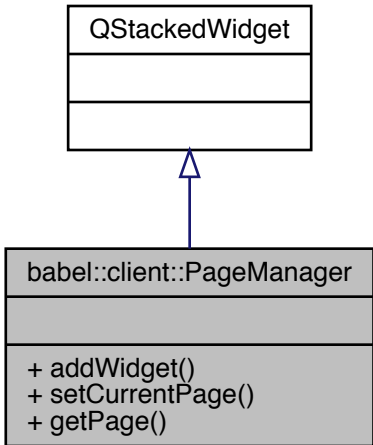 QStackedWidget
babel::client::PageManager
+ addWidget()
+ setCurrentPage()
+ getPage()